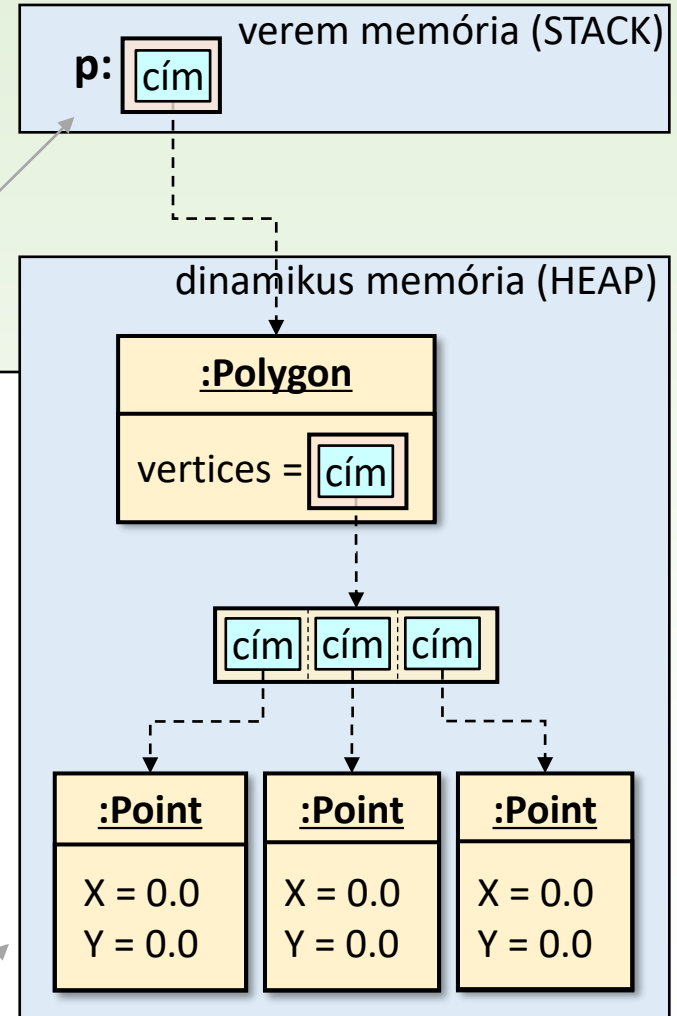 verem memória (STACK)
p: cím
dinamikus memória (HEAP)
:Polygon
vertices = cím
cím cím cím
:Point :Point :Point
X = 0.0 X = 0.0 X = 0.0
Y = 0.0 Y = 0.0 Y = 0.0